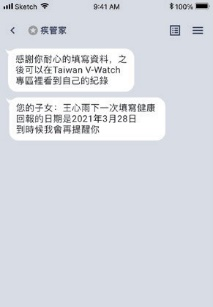 Sketch
9:41 AM
100%
疾管家
感謝你耐心的填寫資料，之
後可以在Taiwan V-Watch
專區裡看到自己的紀錄
您的子女：王心雨下一次填寫健康
回報的日期是2021年3月28日
到時候我會再提醒你